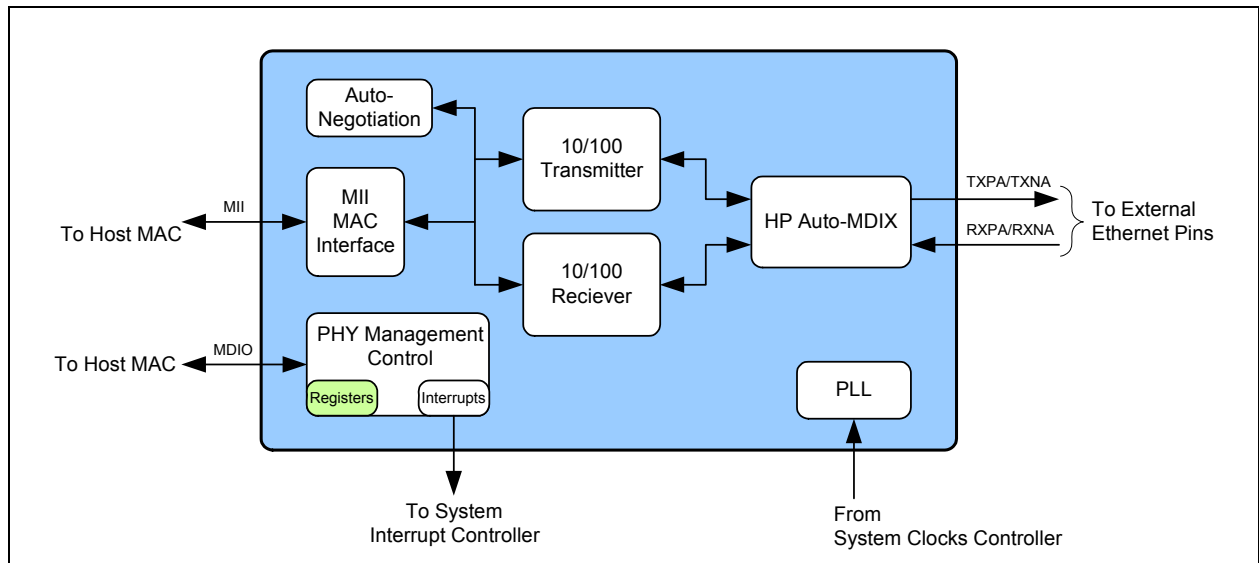 Auto-
Negotiation
10/100
Transmitter
MII
MAC
Interface
MII
To Host MAC
HP Auto-MDIX
TXPA/TXNA
RXPA/RXNA
To External
Ethernet Pins
10/100
Reciever
PHY Management
Control
MDIO
To Host MAC
Registers
Interrupts
PLL
To System
Interrupt Controller
From
System Clocks Controller